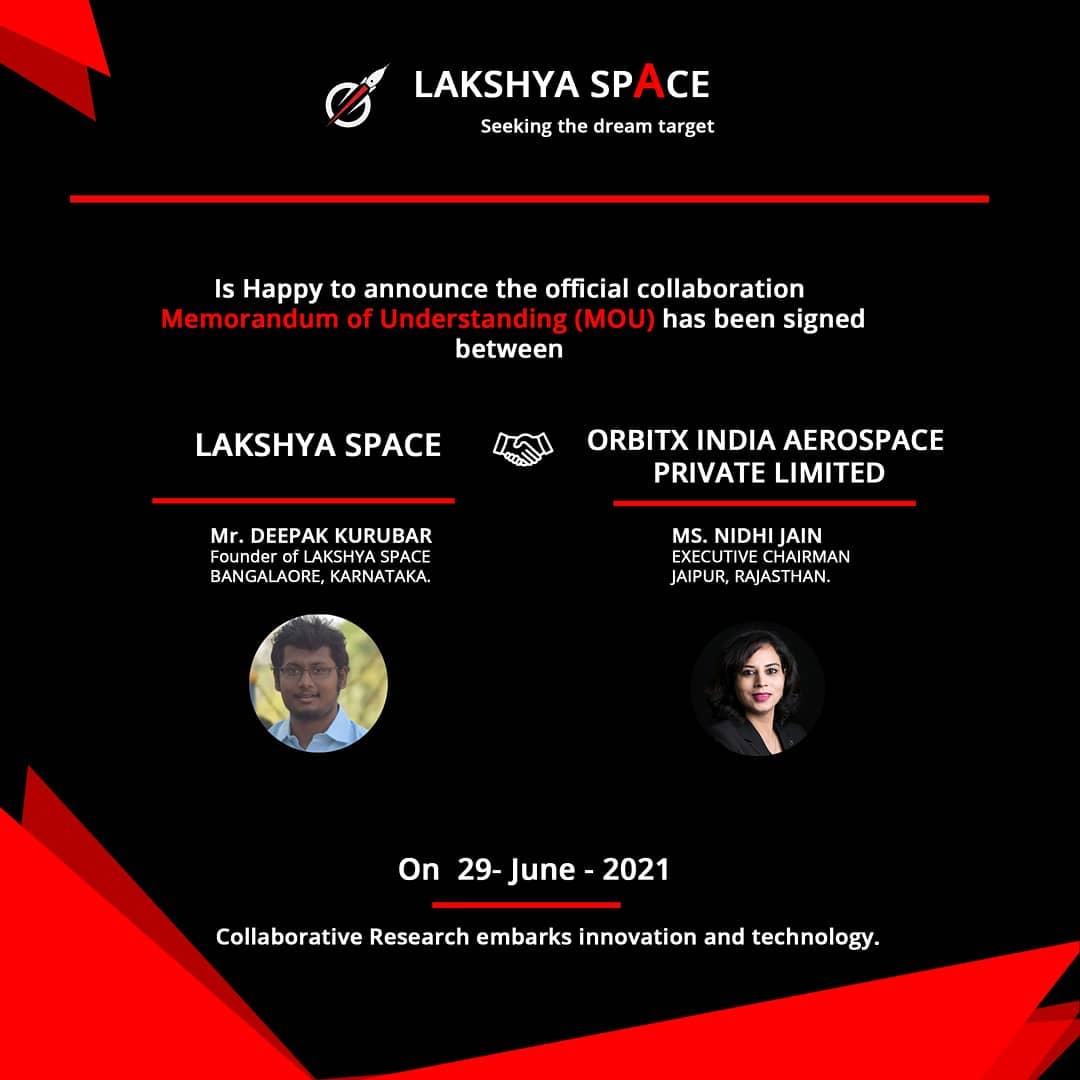 LAKSHYA SPACE
Seeking the dream target
Is Happy to announce the official collaboration
Memorandum of Understanding (MOU) has been signed
between
LAKSHYA SPACE
ORBITX INDIA AEROSPACE
PRIVATE LIMITED
Mr. DEEPAK KURUBAR
Founder of LAKSHYA SPACE
BANGALAORE, KARNATAKA.
MS. NIDHI JAIN
EXECUTIVE CHAIRMAN
JAIPUR, RAJASTHAN.
On 29- June - 2021
Collaborative Research embarks innovation and technology.